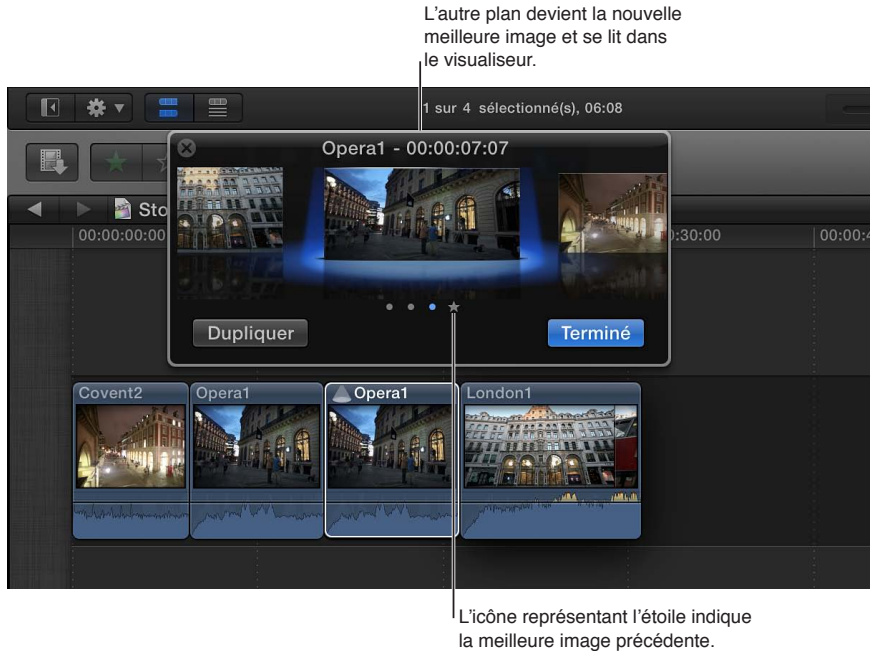 L'autre plan devient la nouvelle
meilleure image et se lit dans
le visualiseur.
1 sur 4 sélectionné(s), 06:08
Opera1 - 00:00:07:07
Sto
00:00:00:00
0:30:00
00:00:4
Dupliquer
Terminé
Covent2
Opera1
Opera1
London1
L'icône représentant l'étoile indique
la meilleure image précédente.